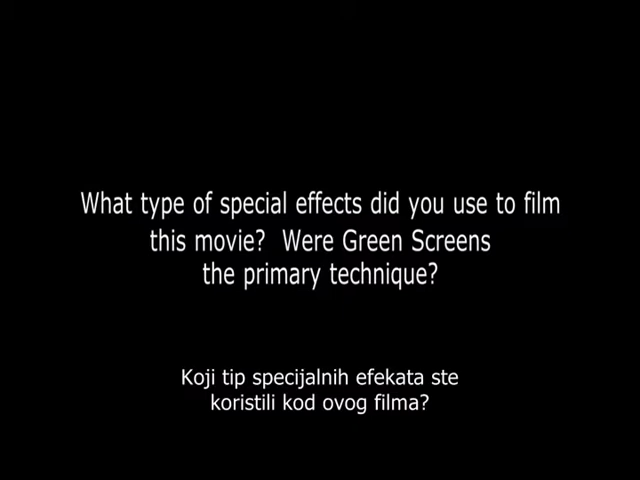 What type of special effects did you use to film
this movie?  Were Green Screens
the primary technique?
Koji tip specijalnih efekata ste
koristili kod ovog filma?